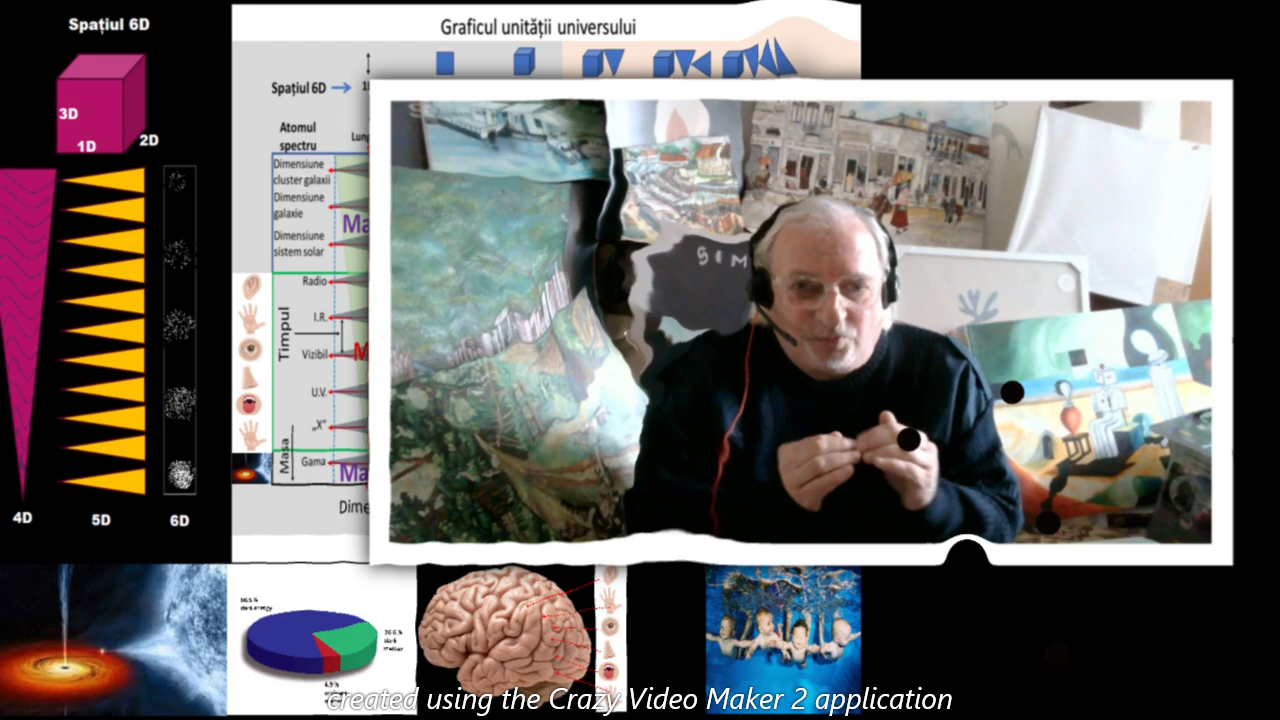 Spațiul 6D
3D
1D
2D
4D
5D
6D
Graficul unității universului
Spațiul 6D
Atomul
spectru
Dimensiune
cluster galaxii
Dimensiune
galaxie
Dimensiune
sistem solar
Radio
I.R.
Vizibil
U.V.
„X”
Gama
Timpul
Masa
created using the Crazy Video Maker 2 application